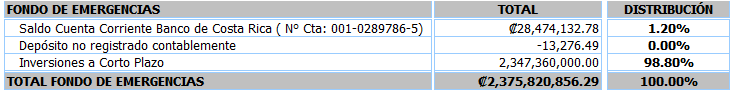 FONDO DE EMERGENCIAS TOTAL DISTRIBUCIÓN
Saldo Cuenta Corriente Banco de Costa Rica ( N° Cta: 001-0289786-5) ₡28,474,132.78 1.20%
Depósito no registrado contablemente -13,276.49 0.00%
Inversiones a Corto Plazo 2,347,360,000.00 98.80%
TOTAL FONDO DE EMERGENCIAS ₡2,375,820,856.29 100.00%